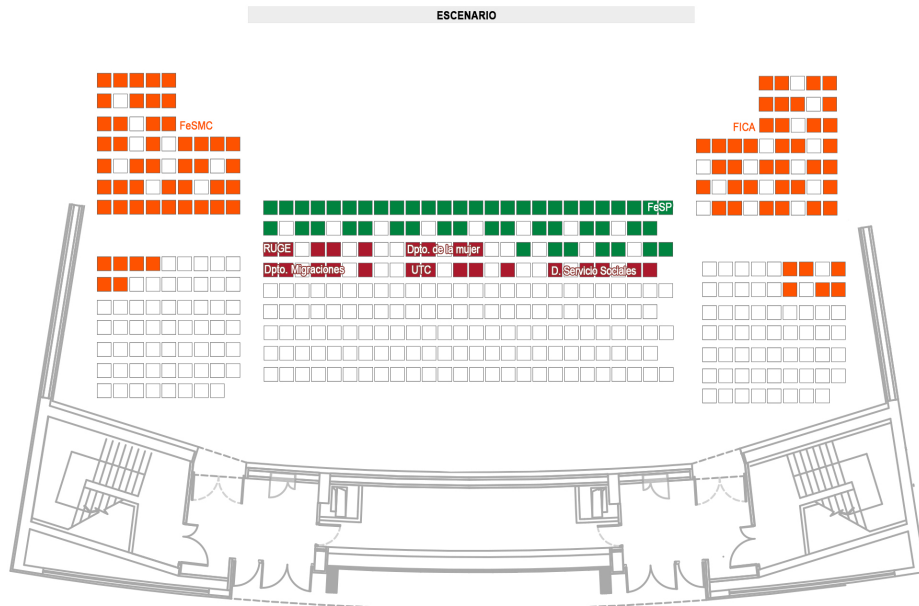 ESCENARIO
FeSMC
FICA
FeSP
RUGE
Dpto. de la mujer
Dpto. Migraciones
UTC
D. Servicio Sociales